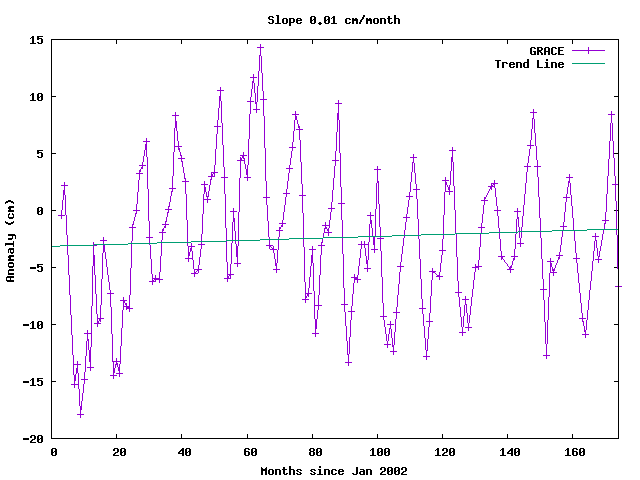 Slope 0.01 cm/month
GRACE
Trend Line
15
10
5
0
-5
-10
-15
-20
Anomaly (cm)
0 20 40 60 80 100 120 140 160
Months since Jan 2002